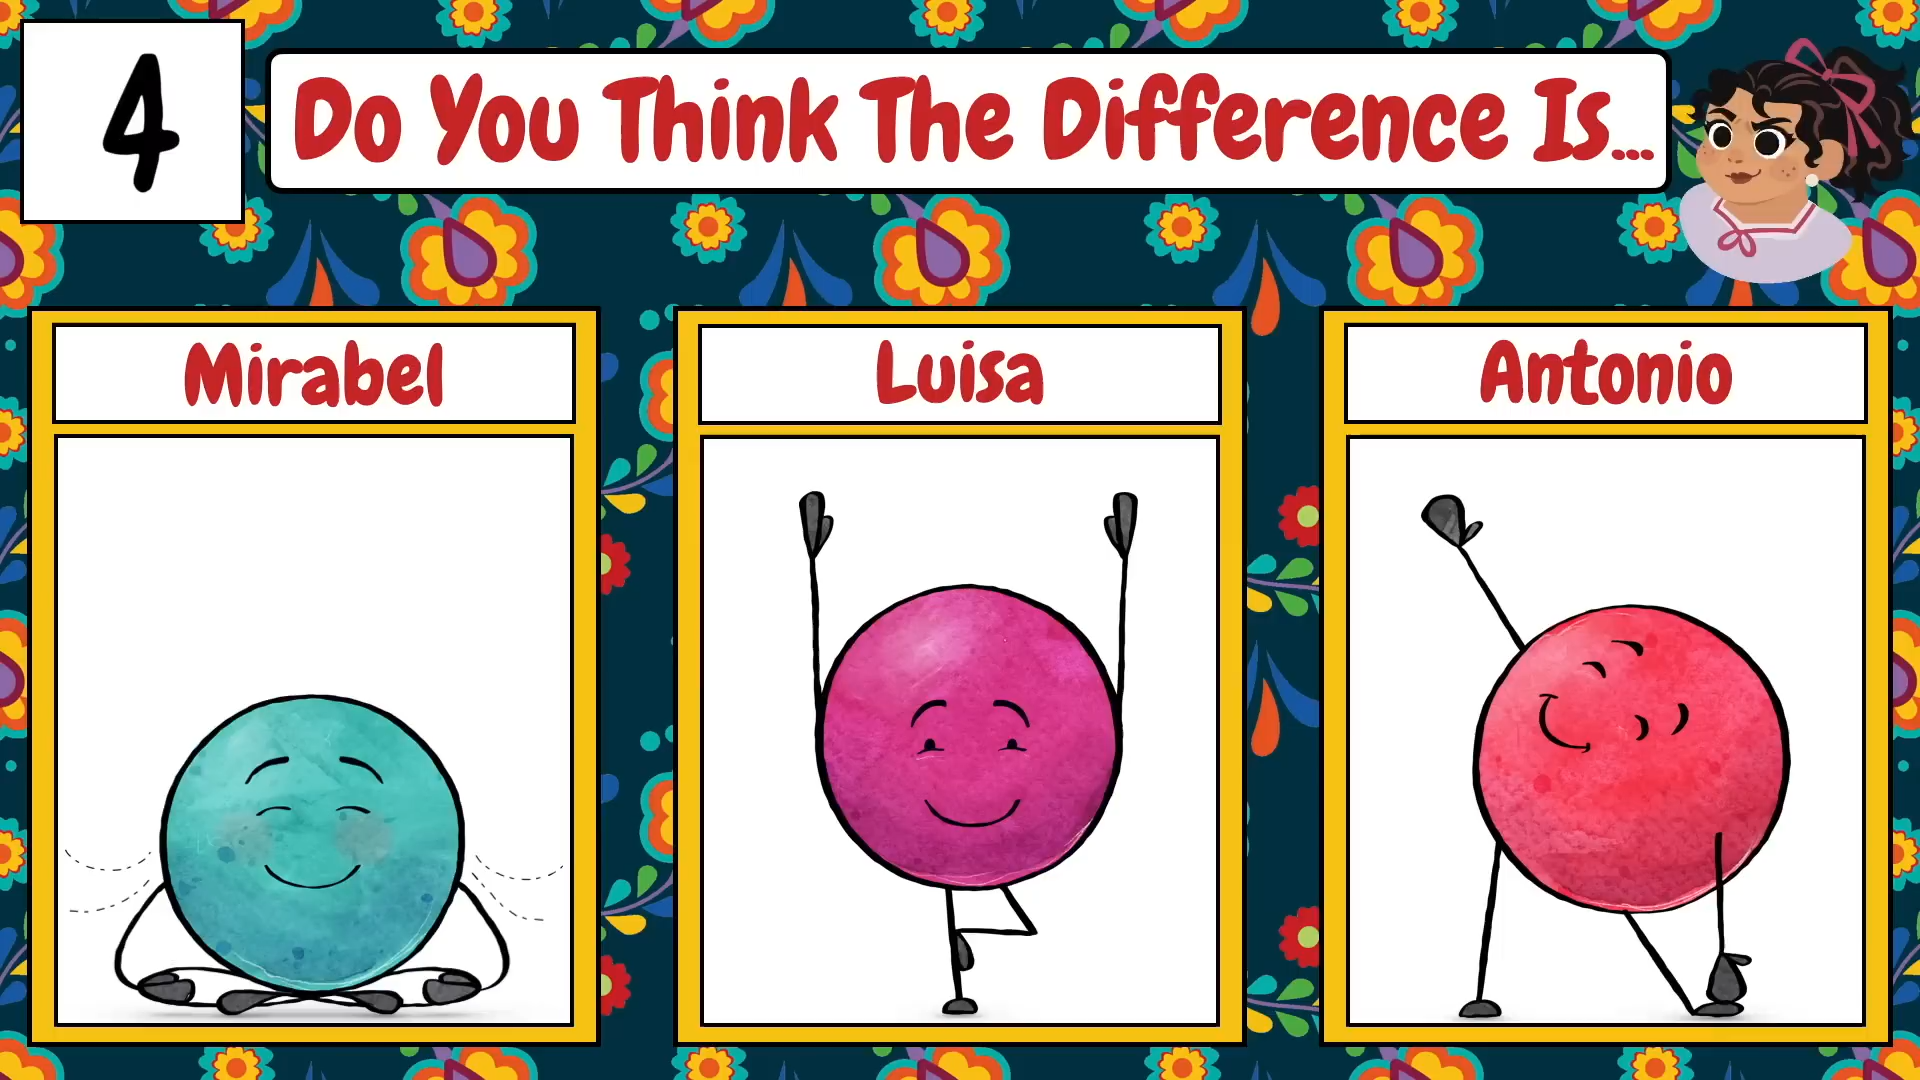 4
Do You Think The Difference Is...
Mirabel
Luisa
Antonio